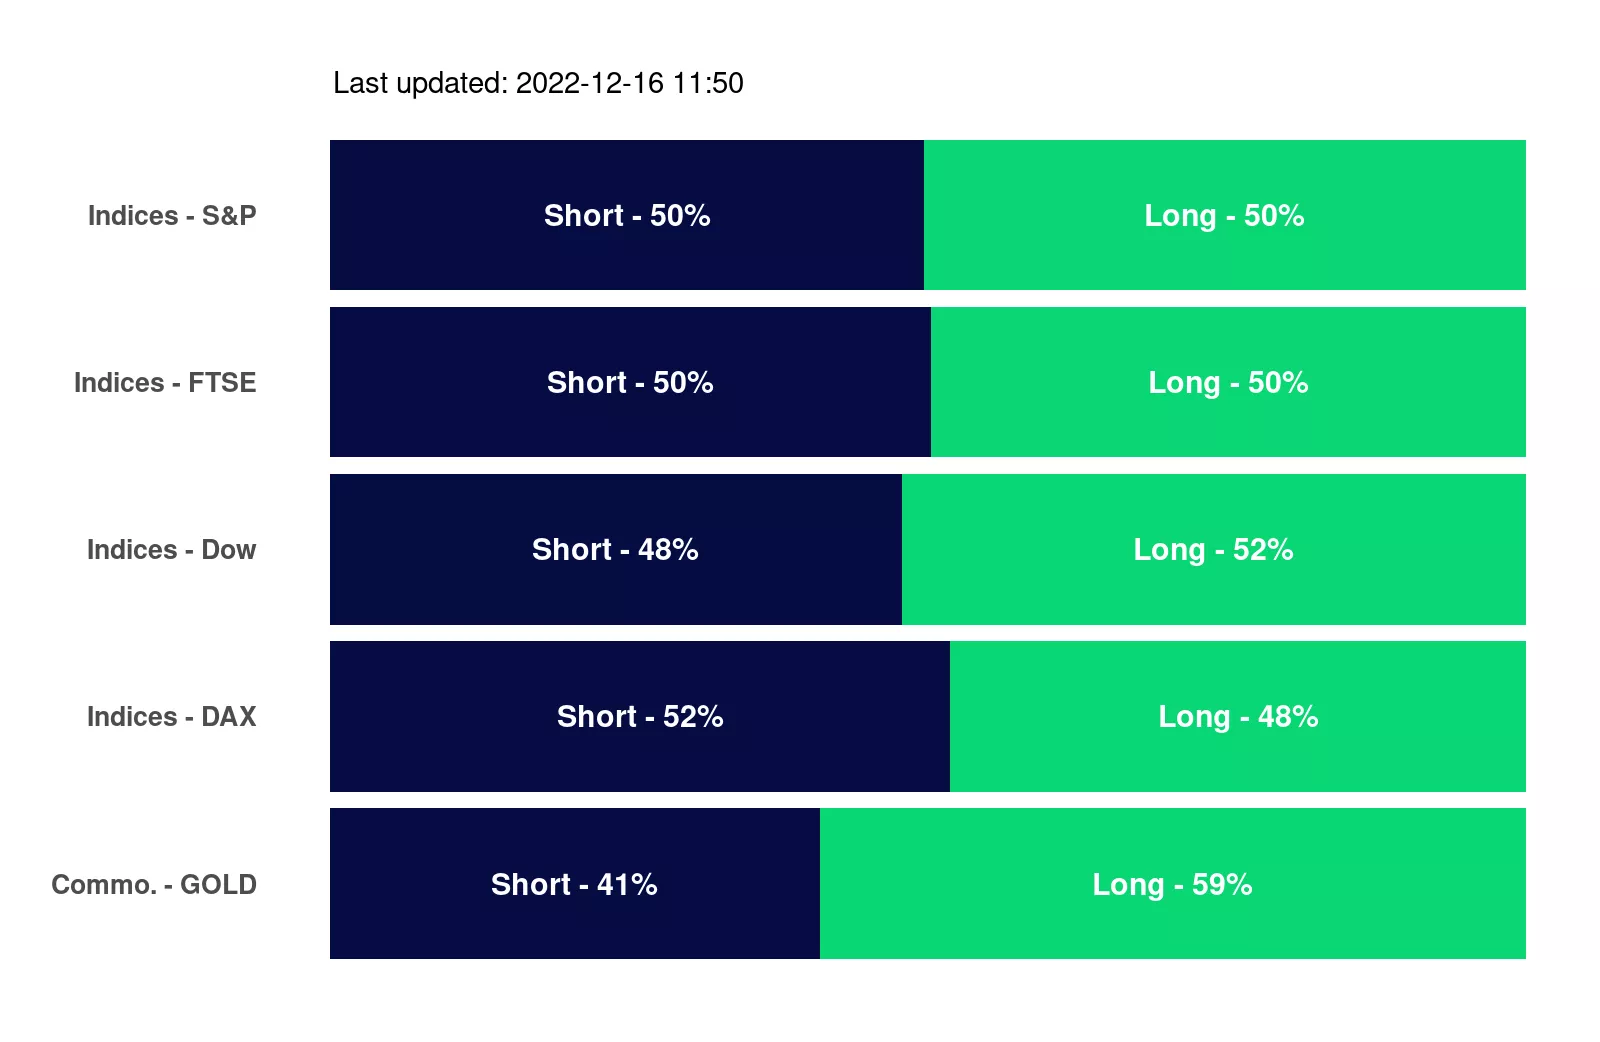 Last updated: 2022-12-16 11:50
Indices - S&P Short - 50% Long - 50%
Indices - FTSE Short - 50% Long - 50%
Indices - Dow Short - 48% Long - 52%
Indices - DAX Short - 52% Long - 48%
Commo. - GOLD Short - 41% Long - 59%